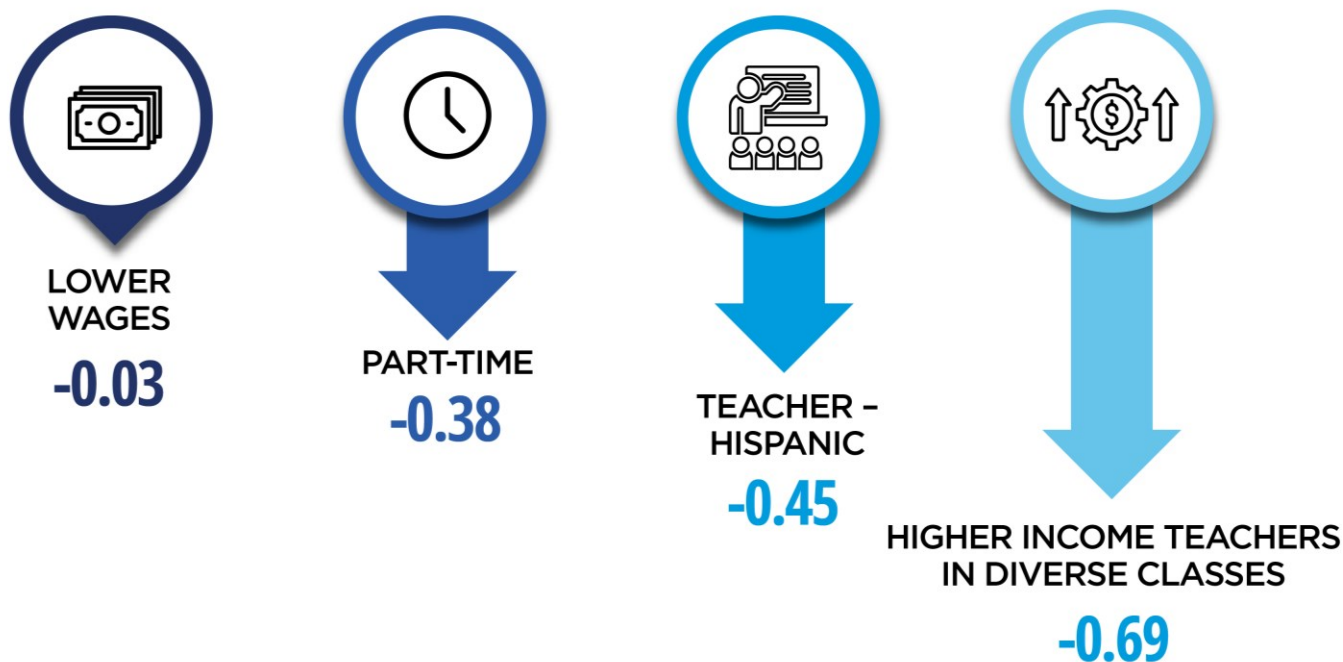 LOWER
WAGES
-0.03
PART-TIME
-0.38
TEACHER –
HISPANIC
-0.45
HIGHER INCOME TEACHERS
IN DIVERSE CLASSES
-0.69